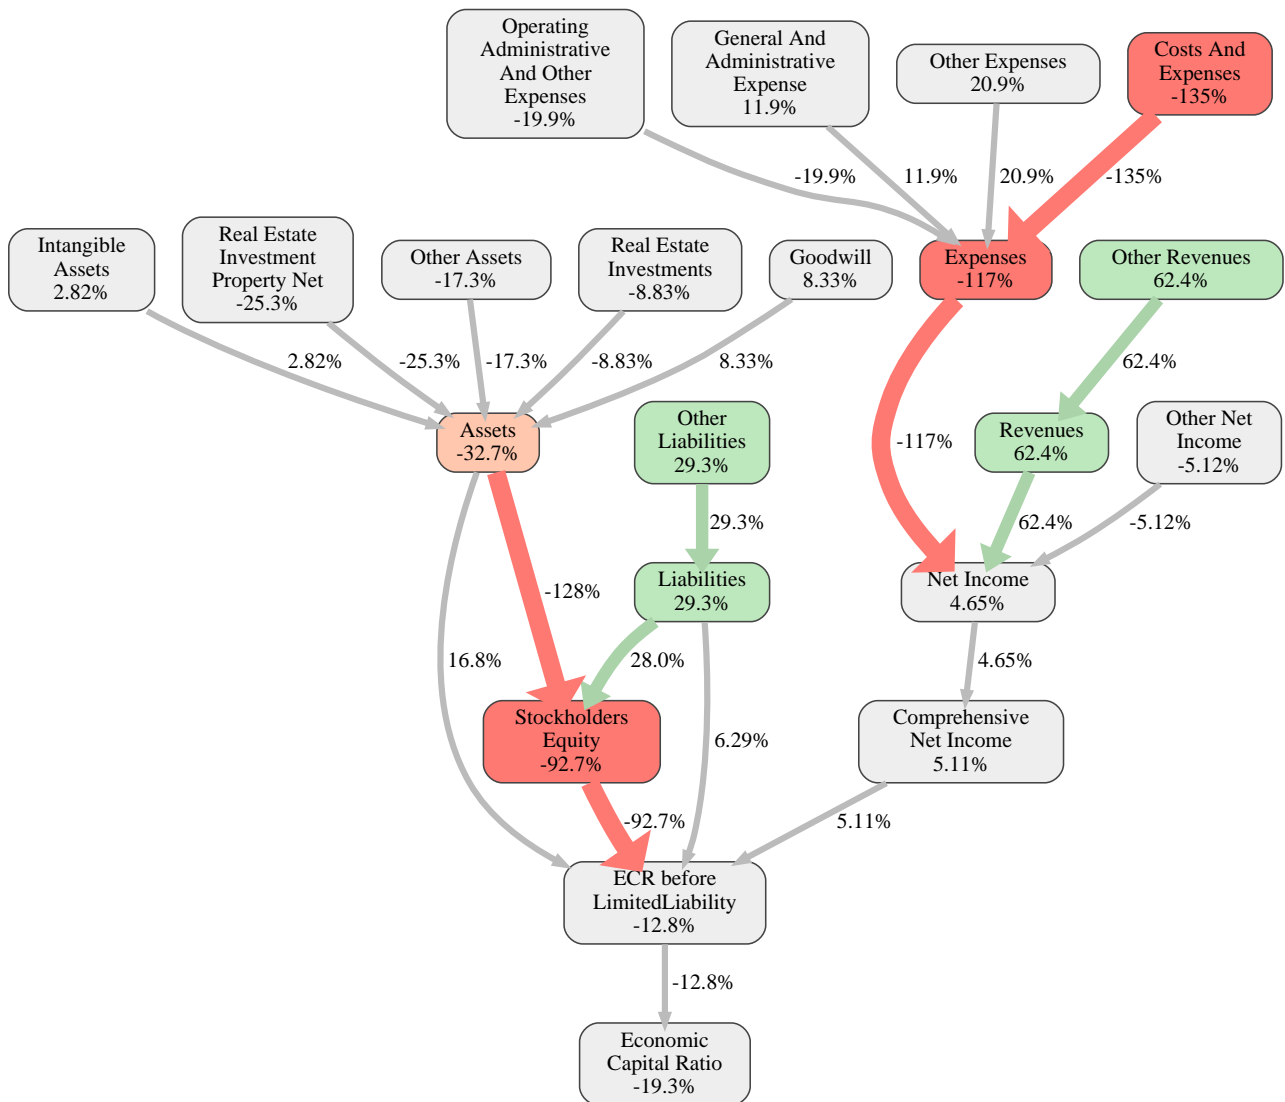 Operating
Administrative
And Other
Expenses
-19.9%
General And
Administrative
Expense
11.9%
Other Expenses
20.9%
Costs And
Expenses
-135%
-19.9%
11.9%
20.9%
-135%
Intangible
Assets
2.82%
Real Estate
Investment
Property Net
-25.3%
Other Assets
-17.3%
Real Estate
Investments
-8.83%
Goodwill
8.33%
Expenses
-117%
Other Revenues
62.4%
2.82%
-25.3%
-17.3%
-8.83%
8.33%
62.4%
Assets
-32.7%
Other
Liabilities
29.3%
-117%
Revenues
62.4%
Other Net
Income
-5.12%
29.3%
62.4%
-5.12%
-128%
Liabilities
29.3%
Net Income
4.65%
16.8%
28.0%
4.65%
Stockholders
Equity
-92.7%
6.29%
Comprehensive
Net Income
5.11%
-92.7%
5.11%
ECR before
LimitedLiability
-12.8%
-12.8%
Economic
Capital Ratio
-19.3%